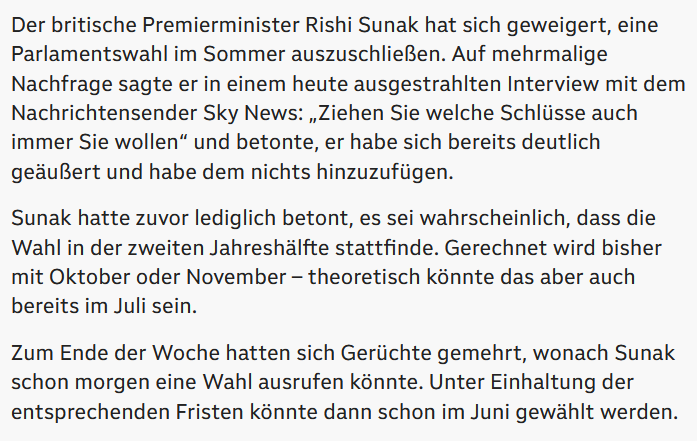 Der britische Premierminister Rishi Sunak hat sich geweigert, eine
Parlamentswahl im Sommer auszuschließen. Auf mehrmalige
Nachfrage sagte er in einem heute ausgestrahlten Interview mit dem
Nachrichtensender Sky News: „Ziehen Sie welche Schlüsse auch
immer Sie wollen“ und betonte, er habe sich bereits deutlich
geäußert und habe dem nichts hinzuzufügen.
Sunak hatte zuvor lediglich betont, es sei wahrscheinlich, dass die
Wahl in der zweiten Jahreshälfte stattfinde. Gerechnet wird bisher
mit Oktober oder November – theoretisch könnte das aber auch
bereits im Juli sein.
Zum Ende der Woche hatten sich Gerüchte gemehrt, wonach Sunak
schon morgen eine Wahl ausrufen könnte. Unter Einhaltung der
entsprechenden Fristen könnte dann schon im Juni gewählt werden.